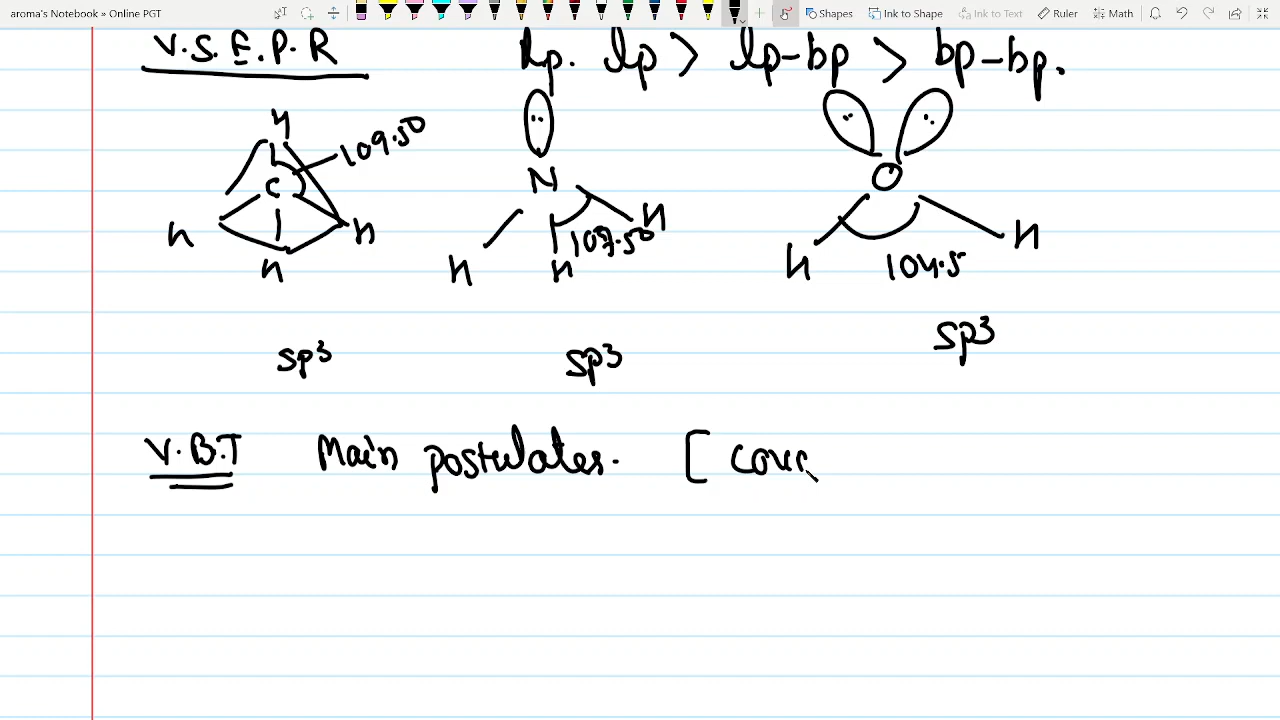 aroma's Notebook » Online PGT
Shapes Ink to Shape Ink to Text Ruler Math
V.S.E.P.R lp. lp > lp-bp > bp-bp.
H
109.5°
C
H H
H
N
H H H
107.5°
O
H H
104.5
sp3 sp3 sp3
V.B.T Main postulates. [ cova